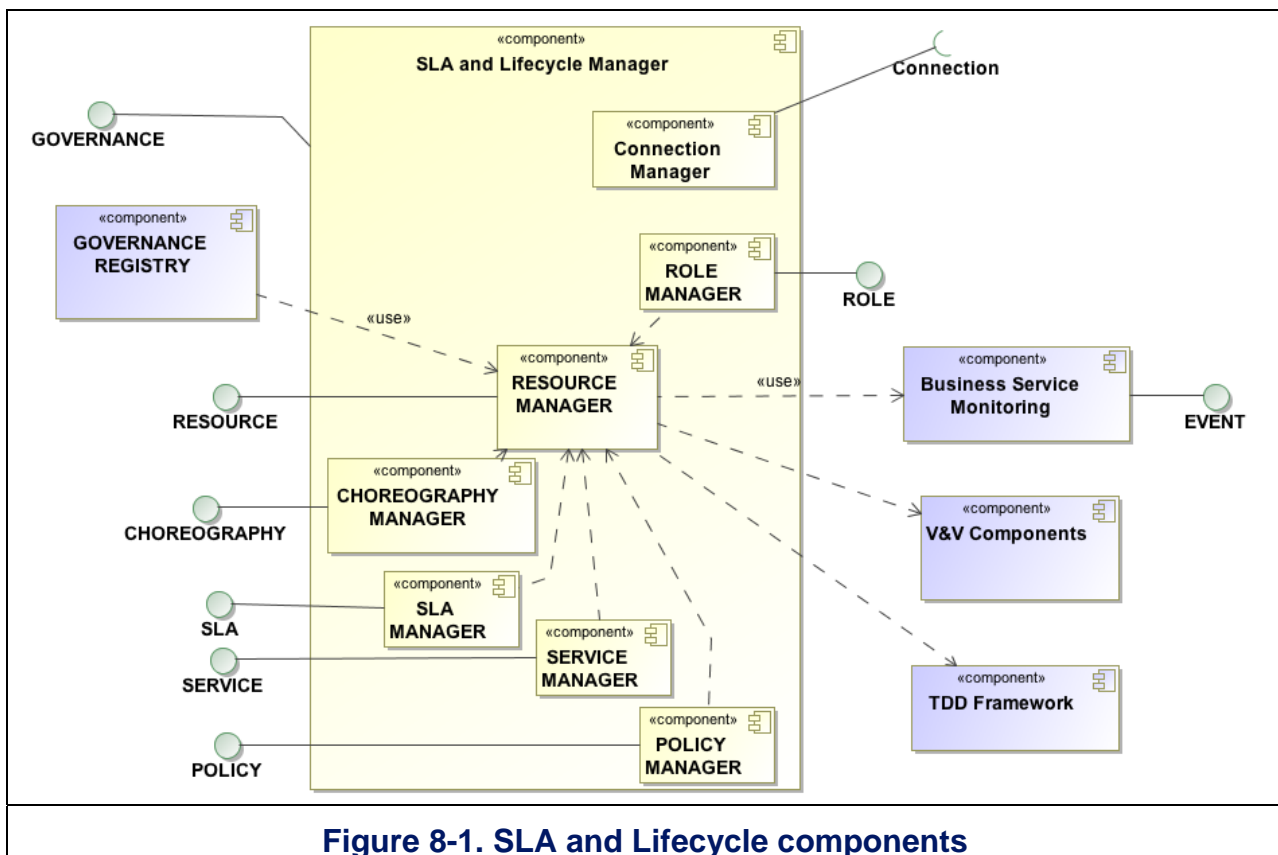 «component»
SLA and Lifecycle Manager
Connection
GOVERNANCE
«component»
Connection
Manager
«component»
GOVERNANCE
REGISTRY
«component»
ROLE
MANAGER
ROLE
«use»
«component»
RESOURCE
MANAGER
RESOURCE
«use»
«component»
Business Service
Monitoring
EVENT
«component»
CHOREOGRAPHY
MANAGER
CHOREOGRAPHY
«component»
V&V Components
«component»
SLA
MANAGER
SLA
«component»
SERVICE
MANAGER
SERVICE
«component»
TDD Framework
«component»
POLICY
MANAGER
POLICY
Figure 8-1. SLA and Lifecycle components